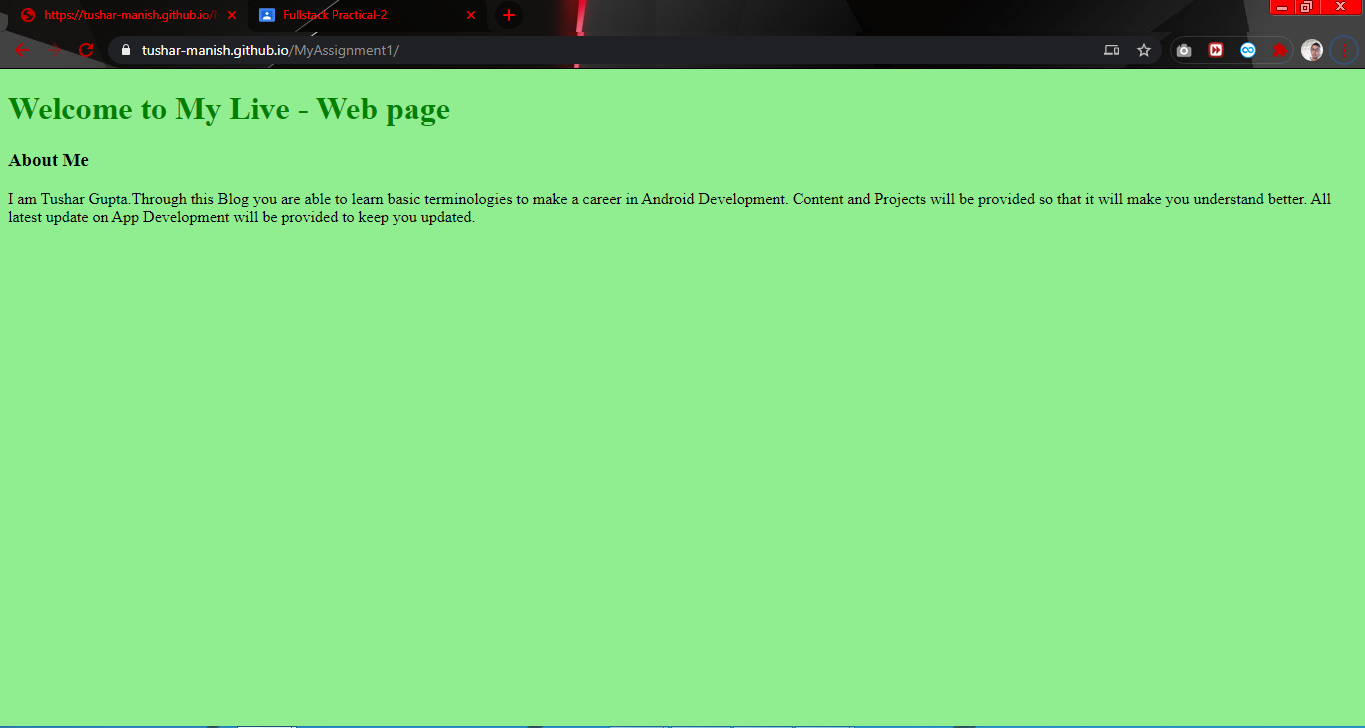 https://tushar-manish.github.io/
Fullstack Practical-2
tushar-manish.github.io/MyAssignment1/
Welcome to My Live - Web page
About Me
I am Tushar Gupta.Through this Blog you are able to learn basic terminologies to make a career in Android Development. Content and Projects will be provided so that it will make you understand better. All
latest update on App Development will be provided to keep you updated.